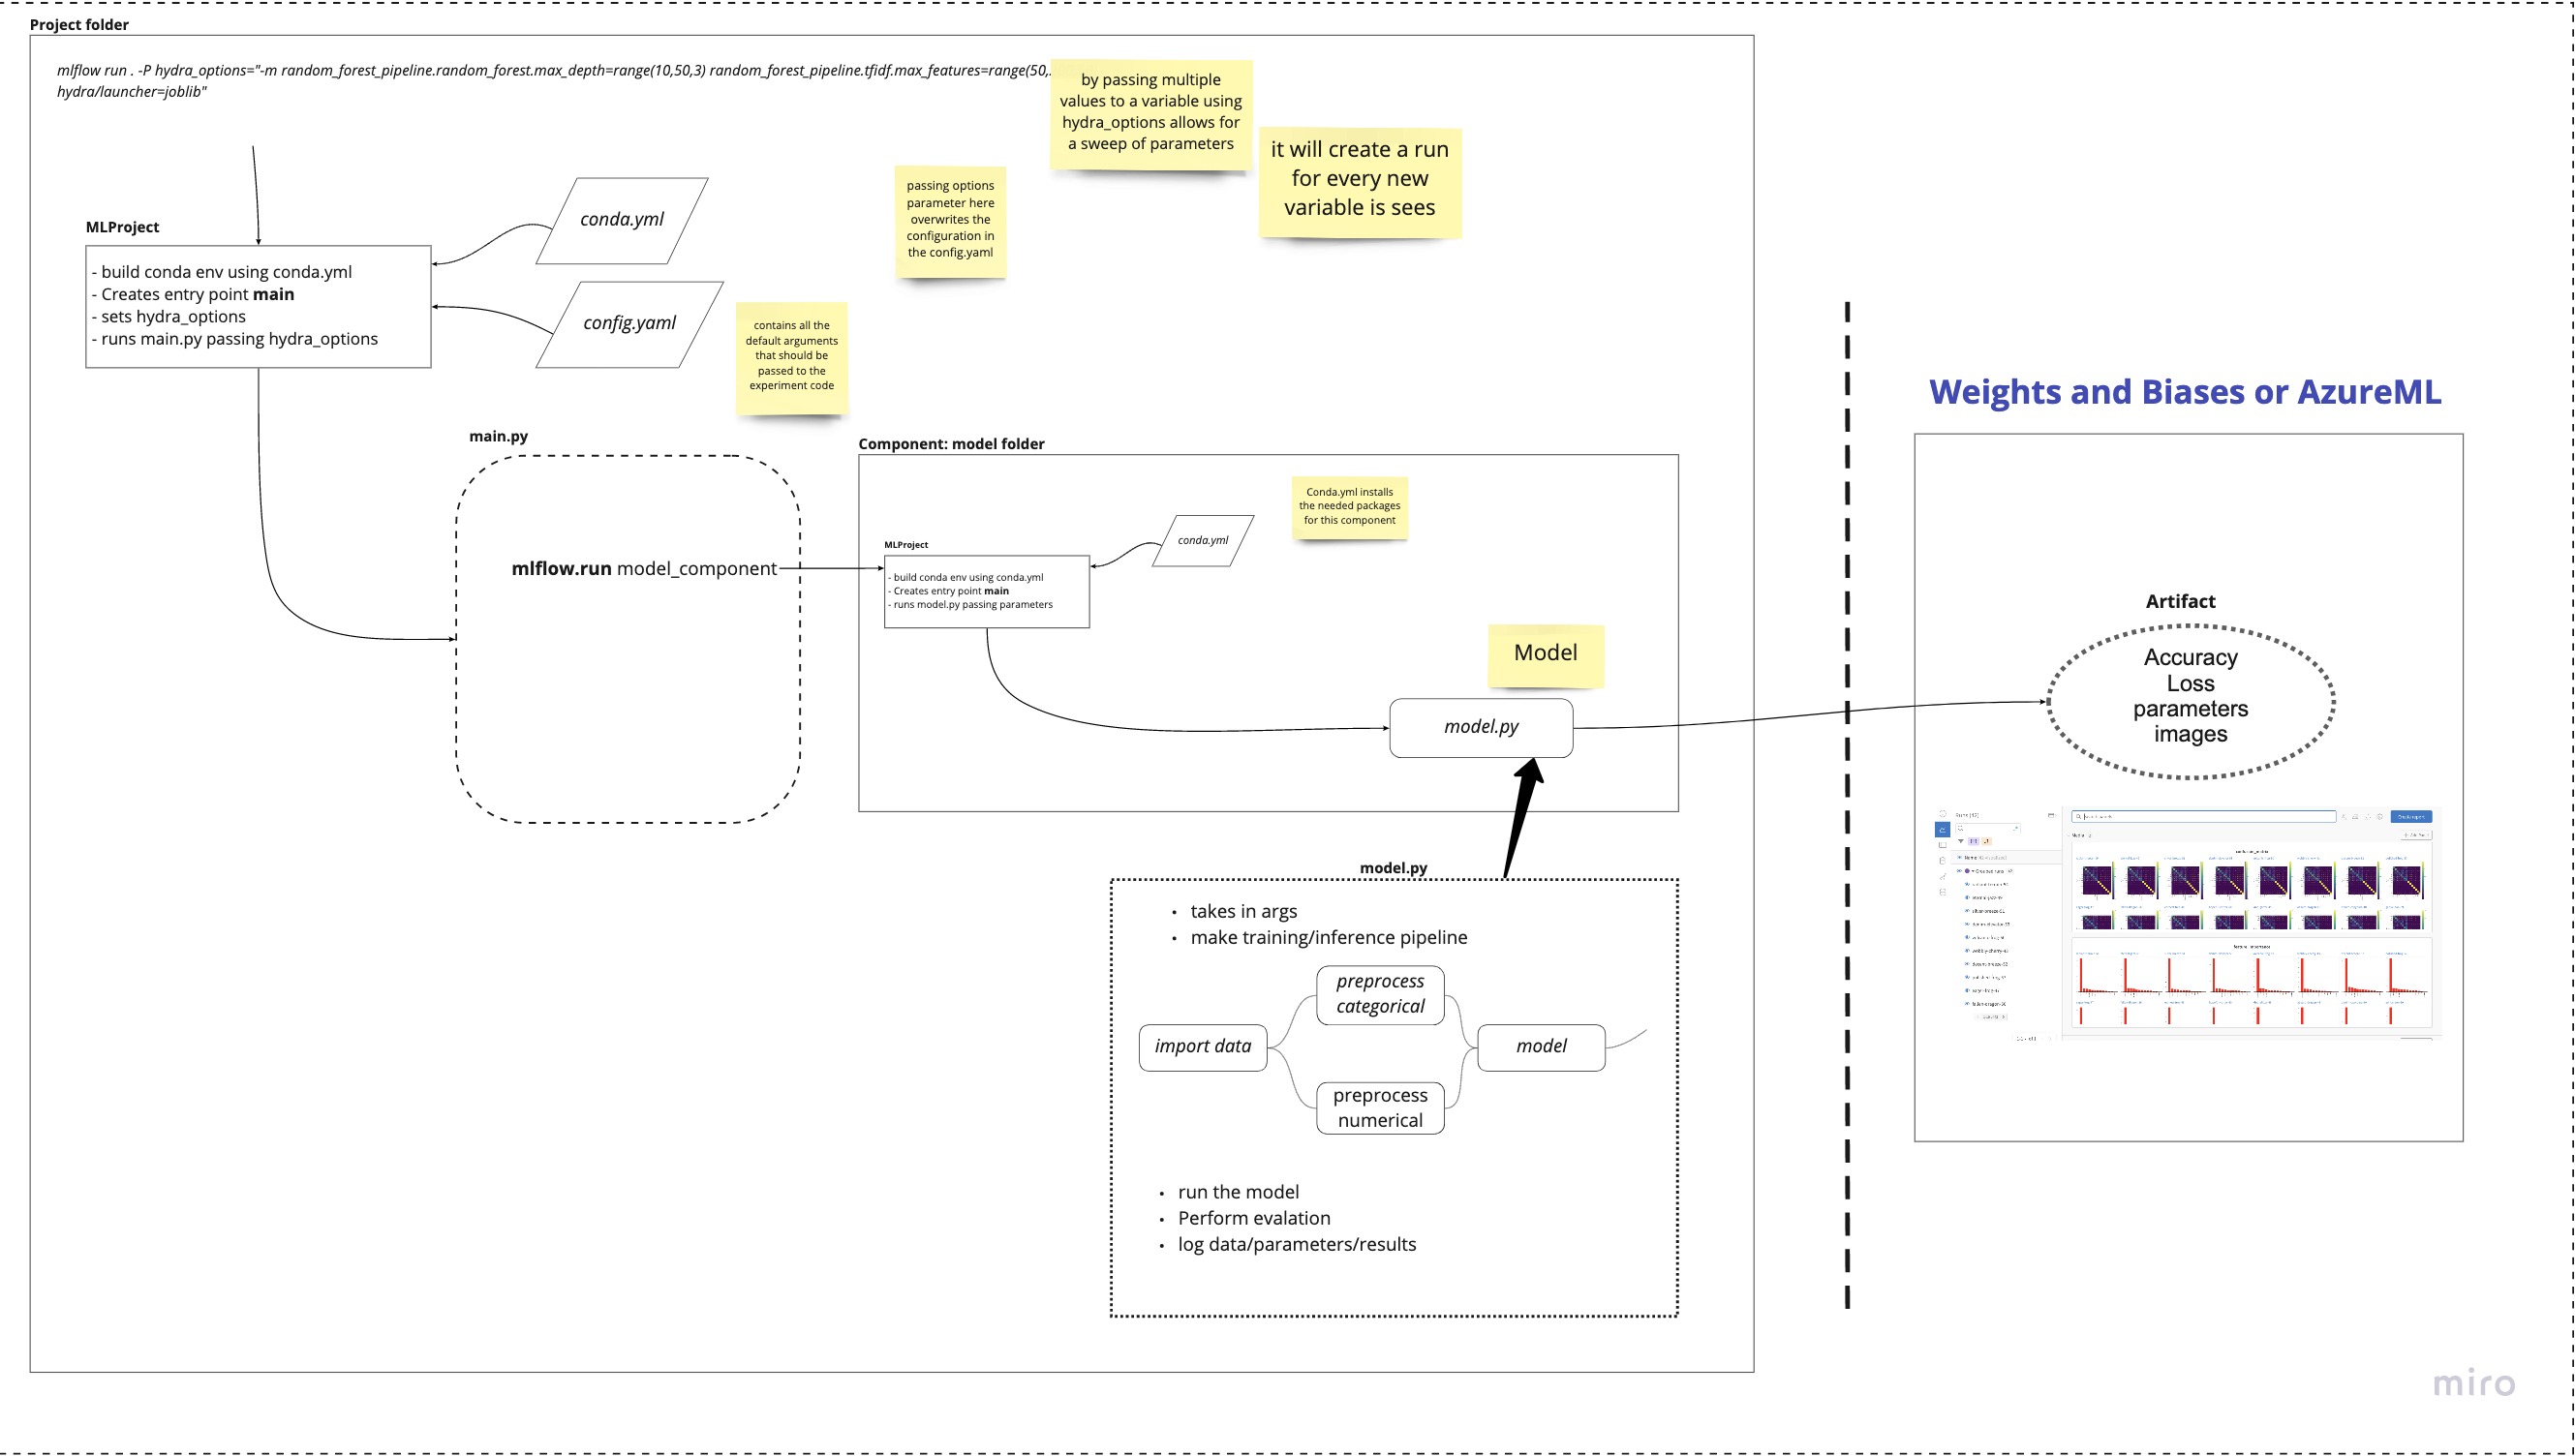 Project folder
mlflow run . -P hydra_options="-m random_forest_pipeline.random_forest.max_depth=range(10,50,3) random_forest_pipeline.tfidf.max_features=range(50,
hydra/launcher=joblib"
by passing multiple
values to a variable using
hydra_options allows for
a sweep of parameters
it will create a run
for every new
variable is sees
passing options
parameter here
overwrites the
configuration in
the config.yaml
MLProject
- build conda env using conda.yml
- Creates entry point main
- sets hydra_options
- runs main.py passing hydra_options
conda.yml
config.yaml
contains all the
default arguments
that should be
passed to the
experiment code
main.py
mlflow.run model_component
Component: model folder
Conda.yml installs
the needed packages
for this component
conda.yml
MLProject
- build conda env using conda.yml
- Creates entry point main
- runs model.py passing parameters
Model
model.py
model.py
• takes in args
• make training/inference pipeline
import data
preprocess
categorical
preprocess
numerical
model
• run the model
• Perform evalation
• log data/parameters/results
Weights and Biases or AzureML
Artifact
Accuracy
Loss
parameters
images
Create report
miro